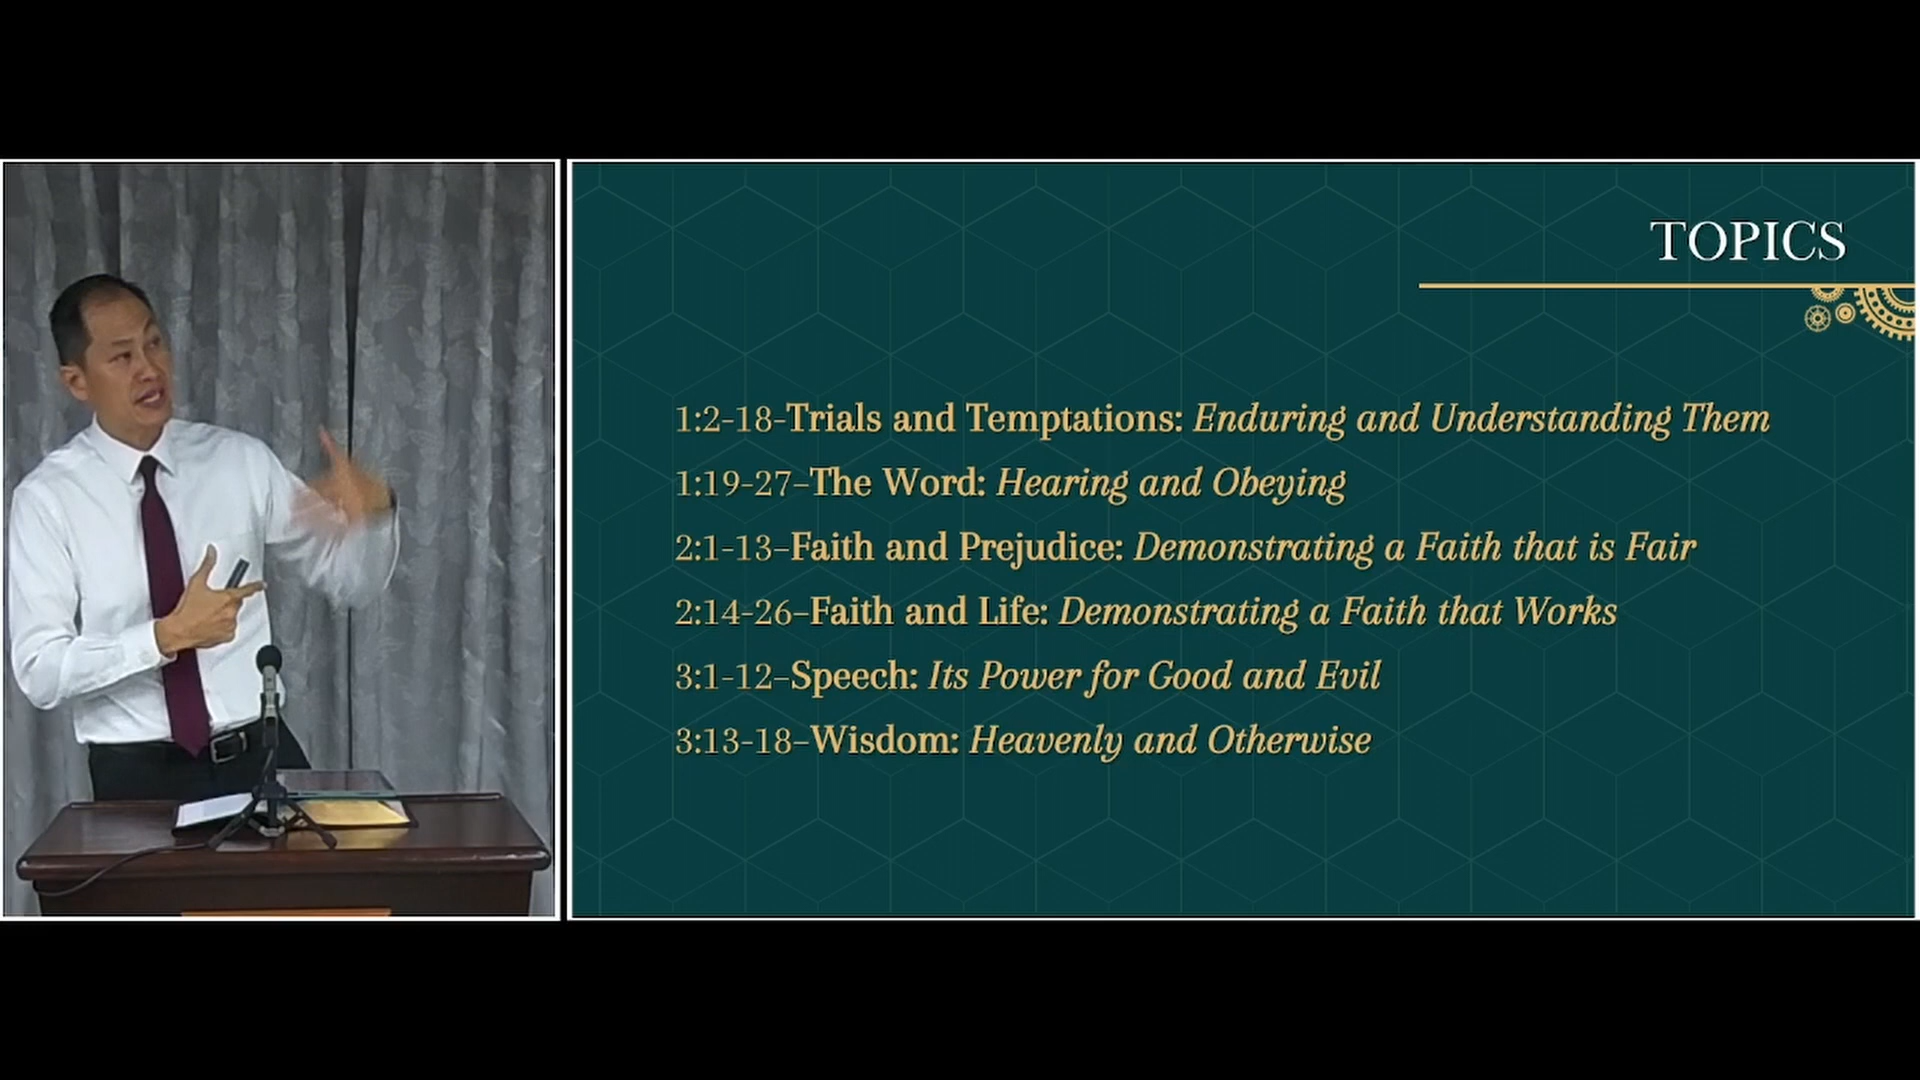 TOPICS
1:2-18-Trials and Temptations: Enduring and Understanding Them
1:19-27–The Word: Hearing and Obeying
2:1-13–Faith and Prejudice: Demonstrating a Faith that is Fair
2:14-26–Faith and Life: Demonstrating a Faith that Works
3:1-12–Speech: Its Power for Good and Evil
3:13-18–Wisdom: Heavenly and Otherwise